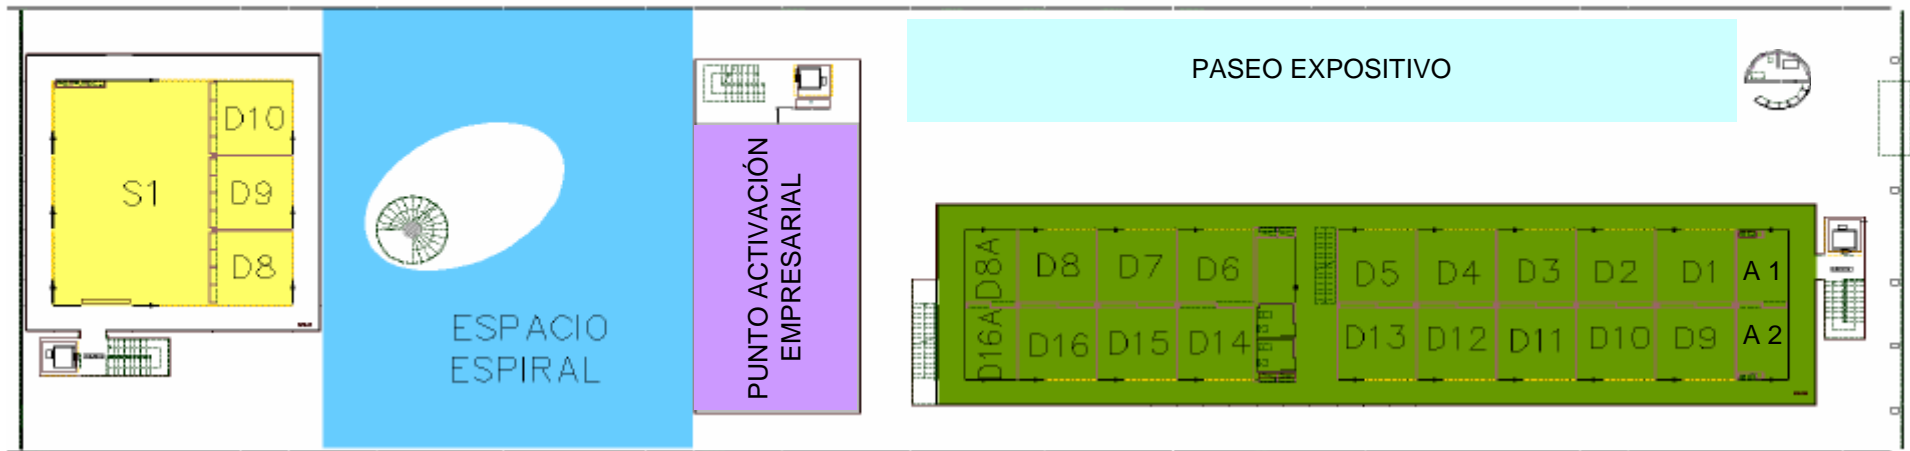 S1
D10
D9
D8
ESPACIO
ESPIRAL
PUNTO ACTIVACIÓN
EMPRESARIAL
PASEO EXPOSITIVO
D8A
D8
D7
D6
D5
D4
D3
D2
D1
A 1
D16A
D16
D15
D14
D13
D12
D11
D10
D9
A 2